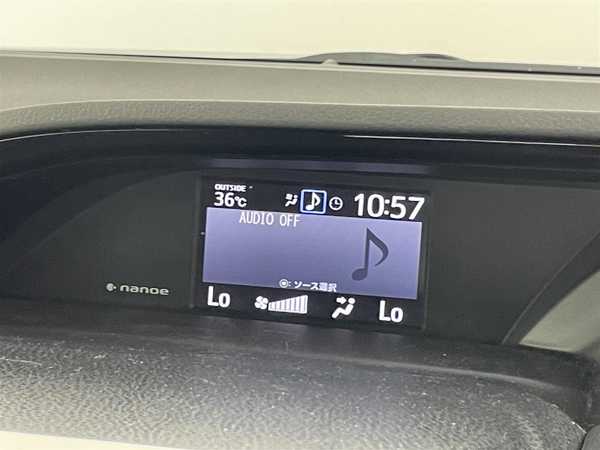 OUTSIDE
36℃
10:57
AUDIO OFF
:ソース選択
nanoe
Lo
Lo